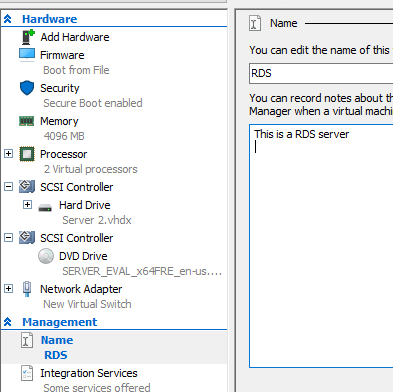 Hardware
Add Hardware
Firmware
Boot from File
Security
Secure Boot enabled
Memory
4096 MB
Processor
2 Virtual processors
SCSI Controller
Hard Drive
Server 2.vhdx
SCSI Controller
DVD Drive
SERVER_EVAL_x64FRE_en-us....
Network Adapter
New Virtual Switch
Management
Name
RDS
Integration Services
Some services offered
Name
You can edit the name of this
RDS
You can record notes about th
Manager when a virtual machi
This is a RDS server